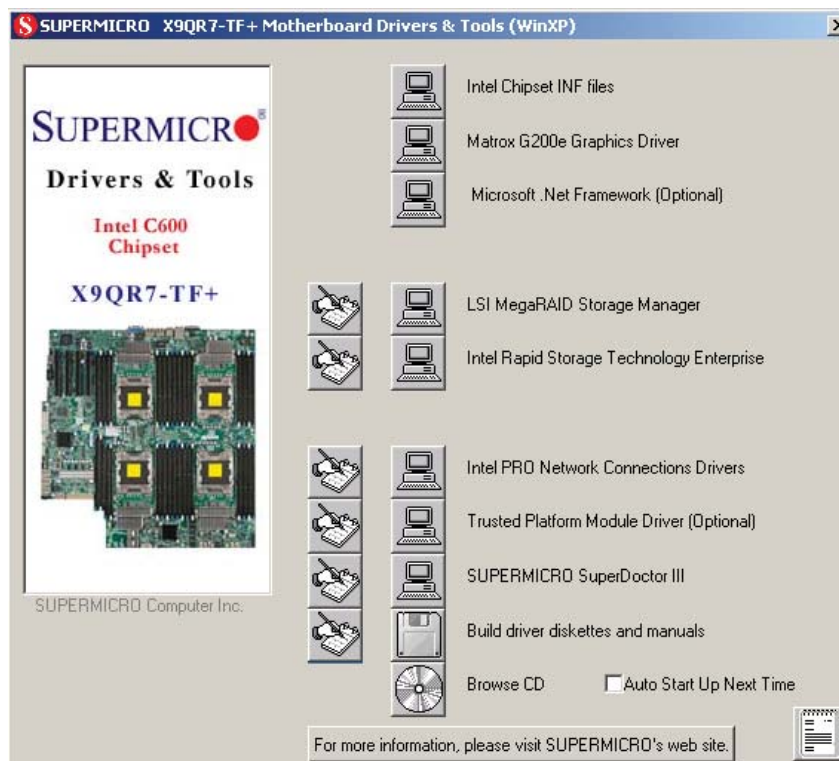 SUPERMICRO X9QR7-TF+ Motherboard Drivers & Tools (WinXP)
SUPERMICRO®
Drivers & Tools
Intel C600
Chipset
X9QR7-TF+
SUPERMICRO Computer Inc.
Intel Chipset INF files
Matrox G200e Graphics Driver
Microsoft .Net Framework (Optional)
LSI MegaRAID Storage Manager
Intel Rapid Storage Technology Enterprise
Intel PRO Network Connections Drivers
Trusted Platform Module Driver (Optional)
SUPERMICRO SuperDoctor III
Build driver diskettes and manuals
Browse CD Auto Start Up Next Time
For more information, please visit SUPERMICRO's web site.